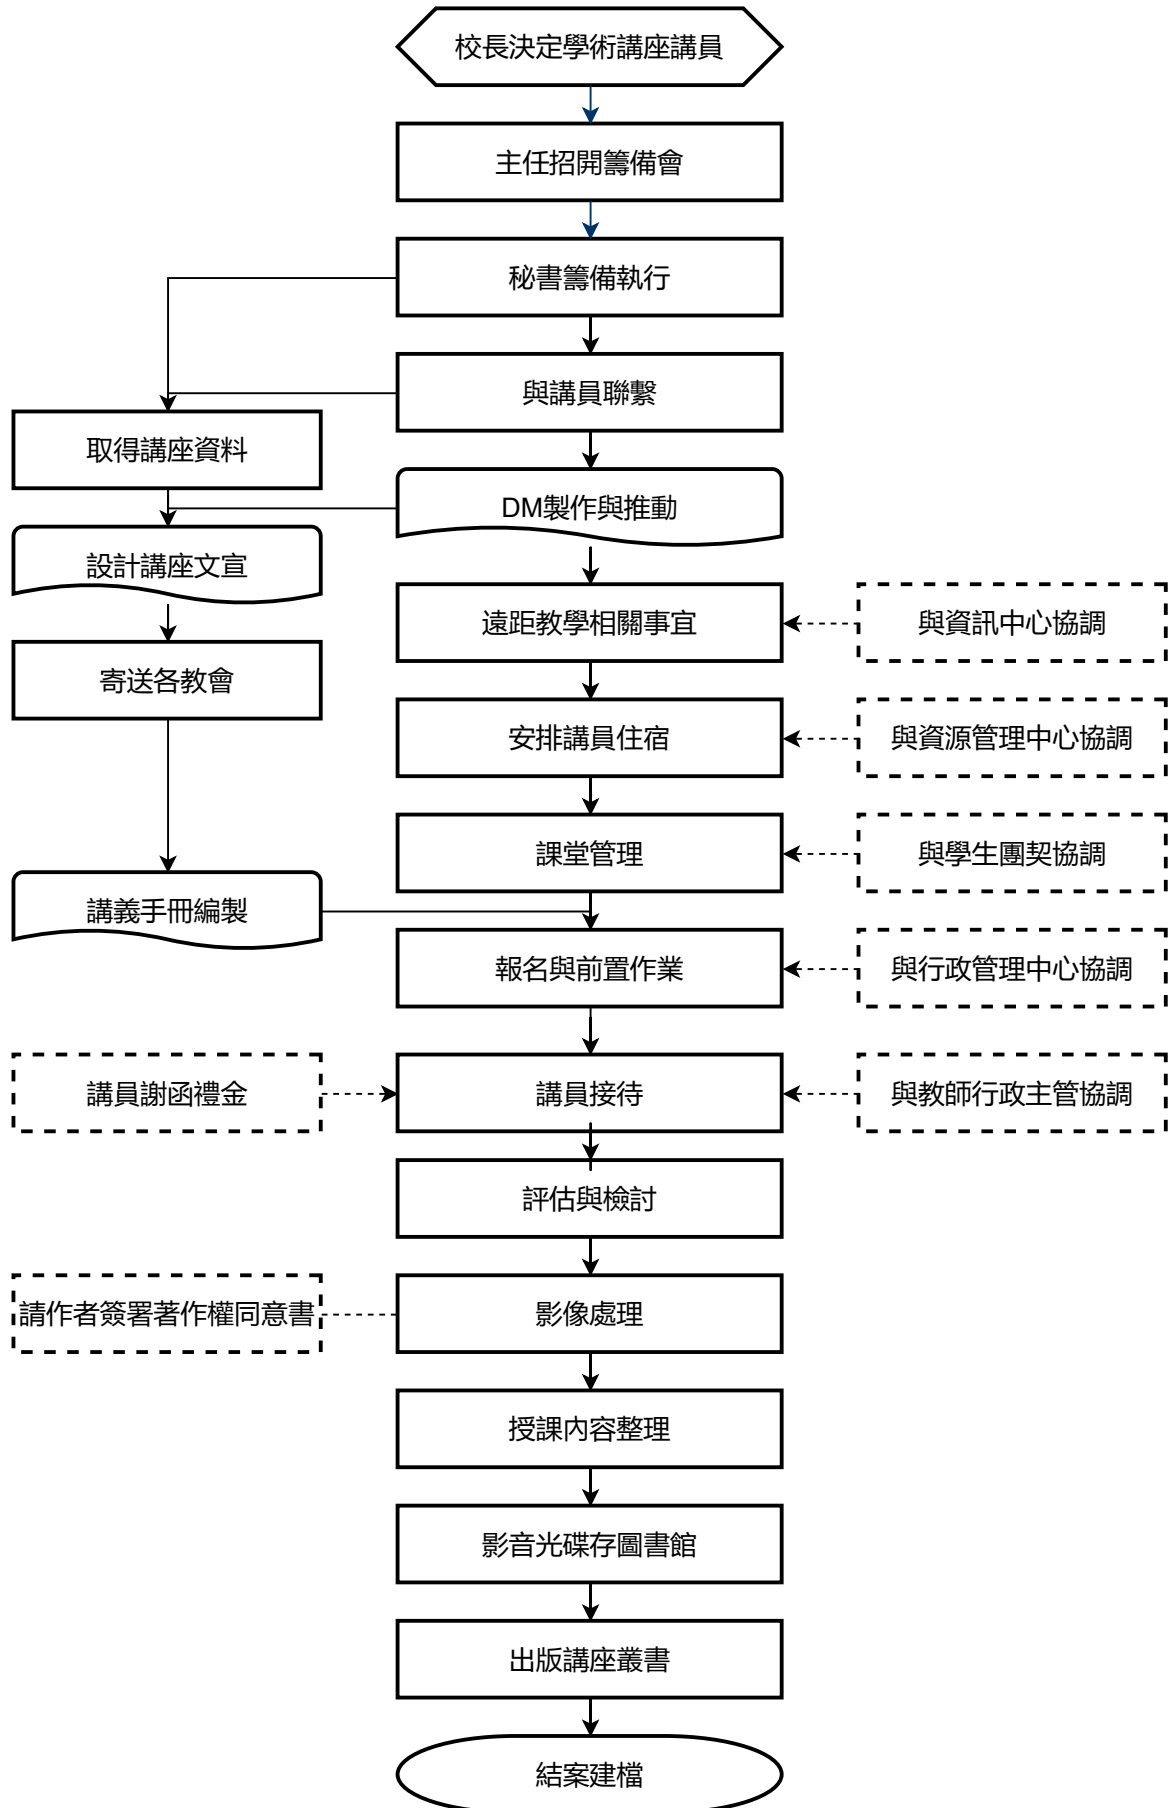 校長決定學術講座講員
主任招開籌備會
秘書籌備執行
與講員聯繫
取得講座資料
DM製作與推動
設計講座文宣
遠距教學相關事宜
與資訊中心協調
寄送各教會
安排講員住宿
與資源管理中心協調
課堂管理
與學生團契協調
講義手冊編製
報名與前置作業
與行政管理中心協調
講員謝函禮金
講員接待
與教師行政主管協調
評估與檢討
請作者簽署著作權同意書
影像處理
授課內容整理
影音光碟存圖書館
出版講座叢書
結案建檔